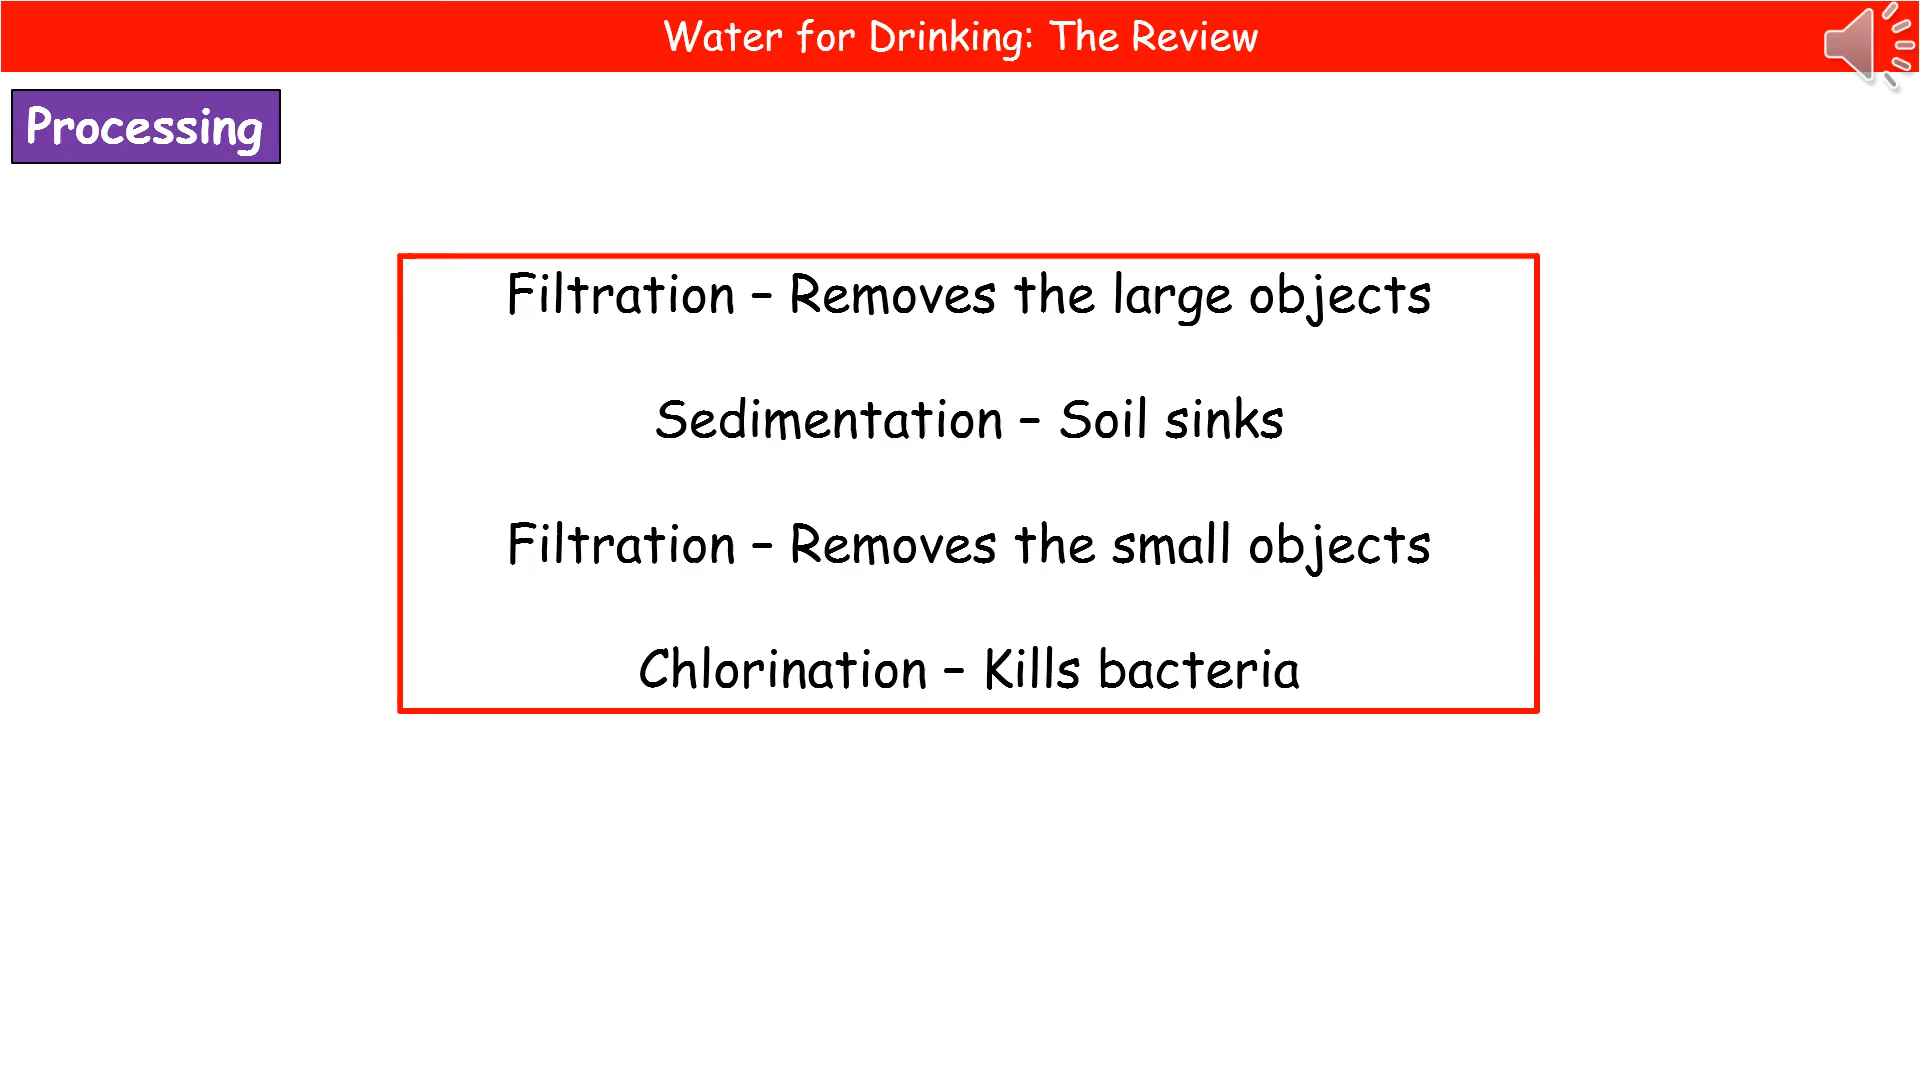 Water for Drinking: The Review
Processing
Filtration – Removes the large objects
Sedimentation – Soil sinks
Filtration – Removes the small objects
Chlorination – Kills bacteria